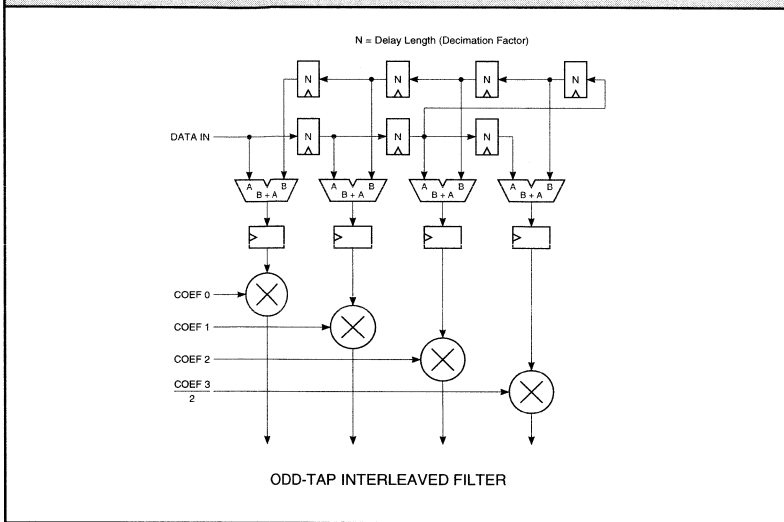 N = Delay Length (Decimation Factor)
N N N N
DATA IN N N N
A B A B A B A B
B + A B + A B + A B + A
COEF 0
COEF 1
COEF 2
COEF 3
2
ODD-TAP INTERLEAVED FILTER